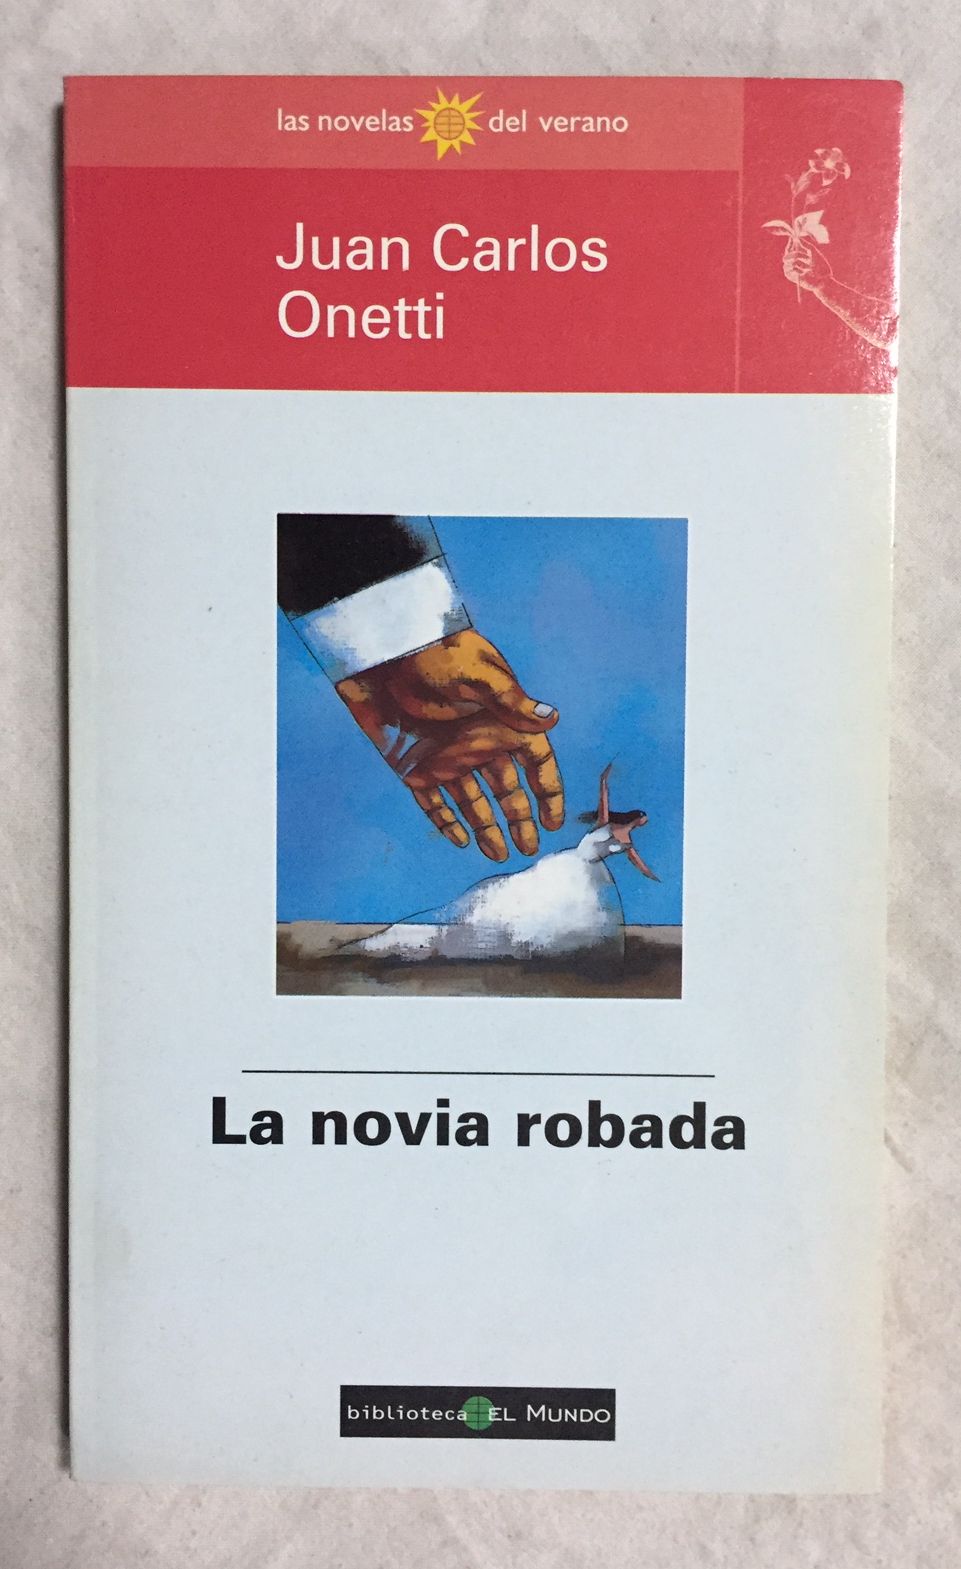 las novelas del verano
Juan Carlos
Onetti
La novia robada
biblioteca EL MUNDO